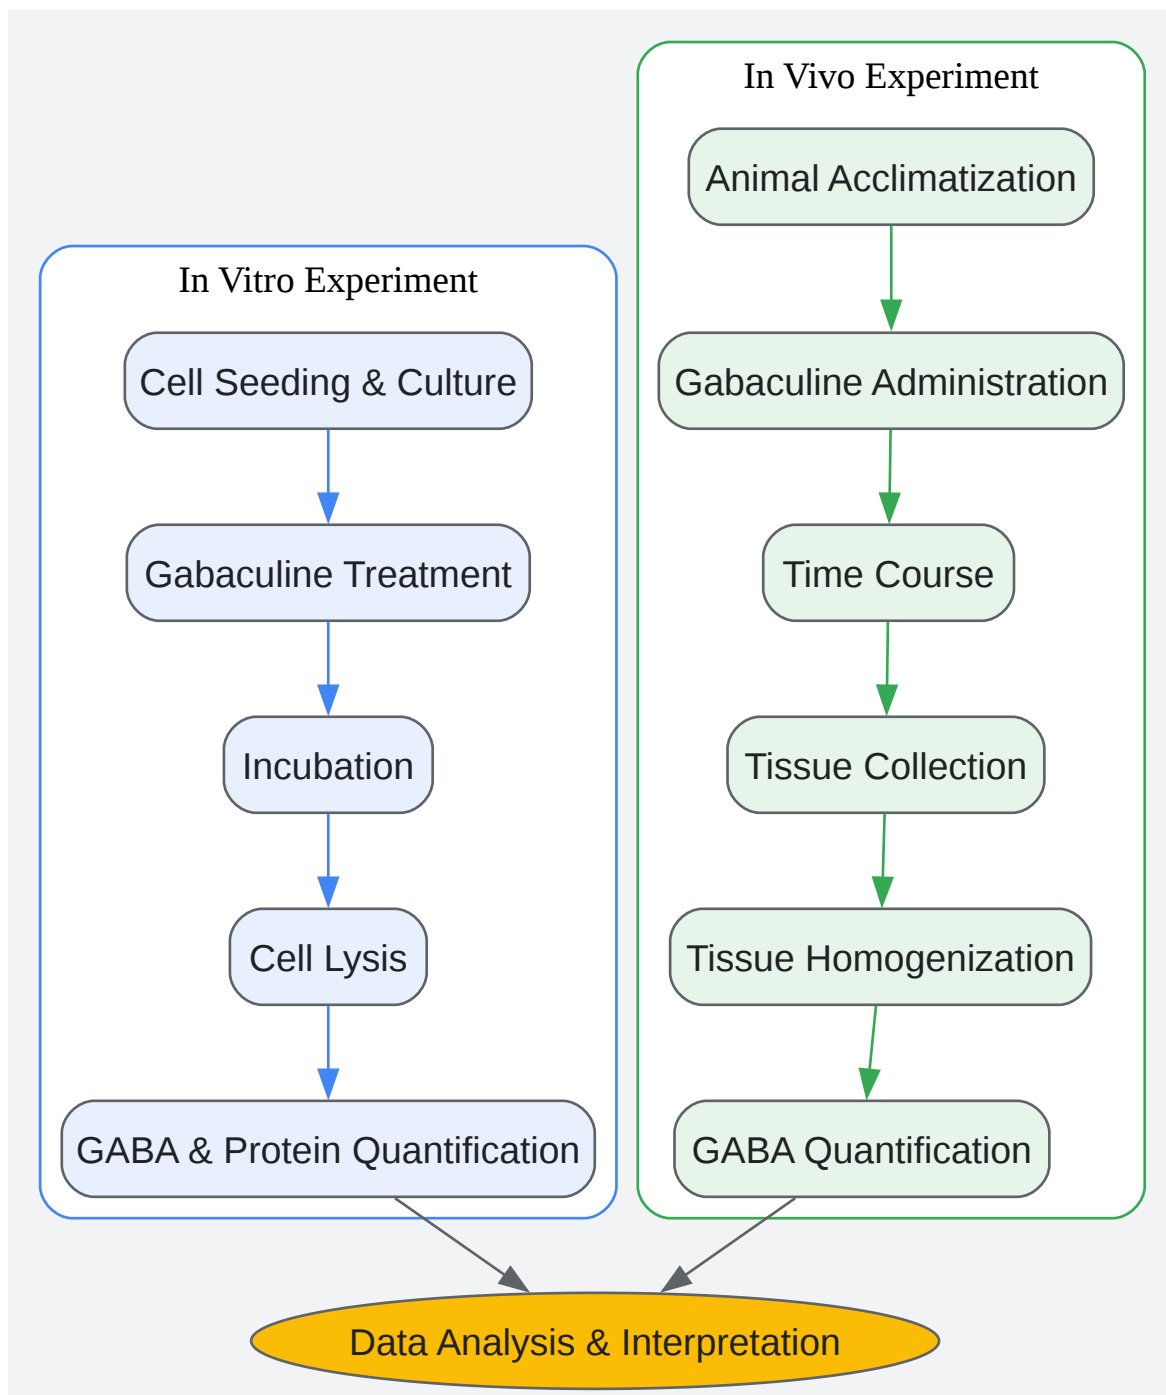 In Vitro Experiment
Cell Seeding & Culture
Gabaculine Treatment
Incubation
Cell Lysis
GABA & Protein Quantification
In Vivo Experiment
Animal Acclimatization
Gabaculine Administration
Time Course
Tissue Collection
Tissue Homogenization
GABA Quantification
Data Analysis & Interpretation